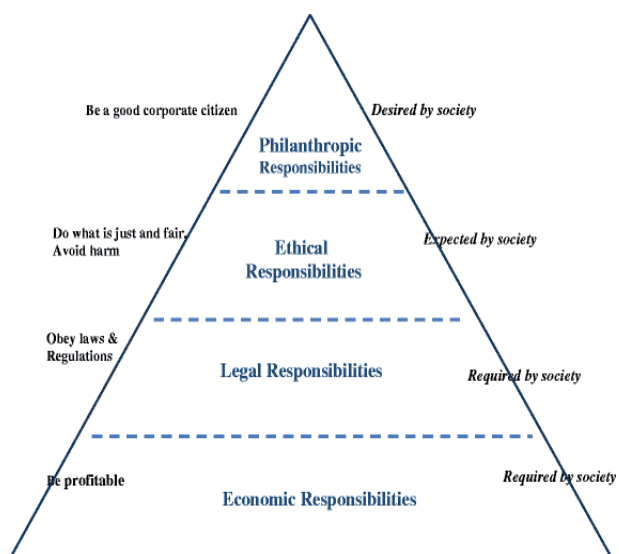 Be a good corporate citizen
Desired by society
Philanthropic
Responsibilities
Do what is just and fair,
Avoid harm
Expected by society
Ethical
Responsibilities
Obey laws &
Regulations
Legal Responsibilities
Required by society
Be profitable
Required by society
Economic Responsibilities